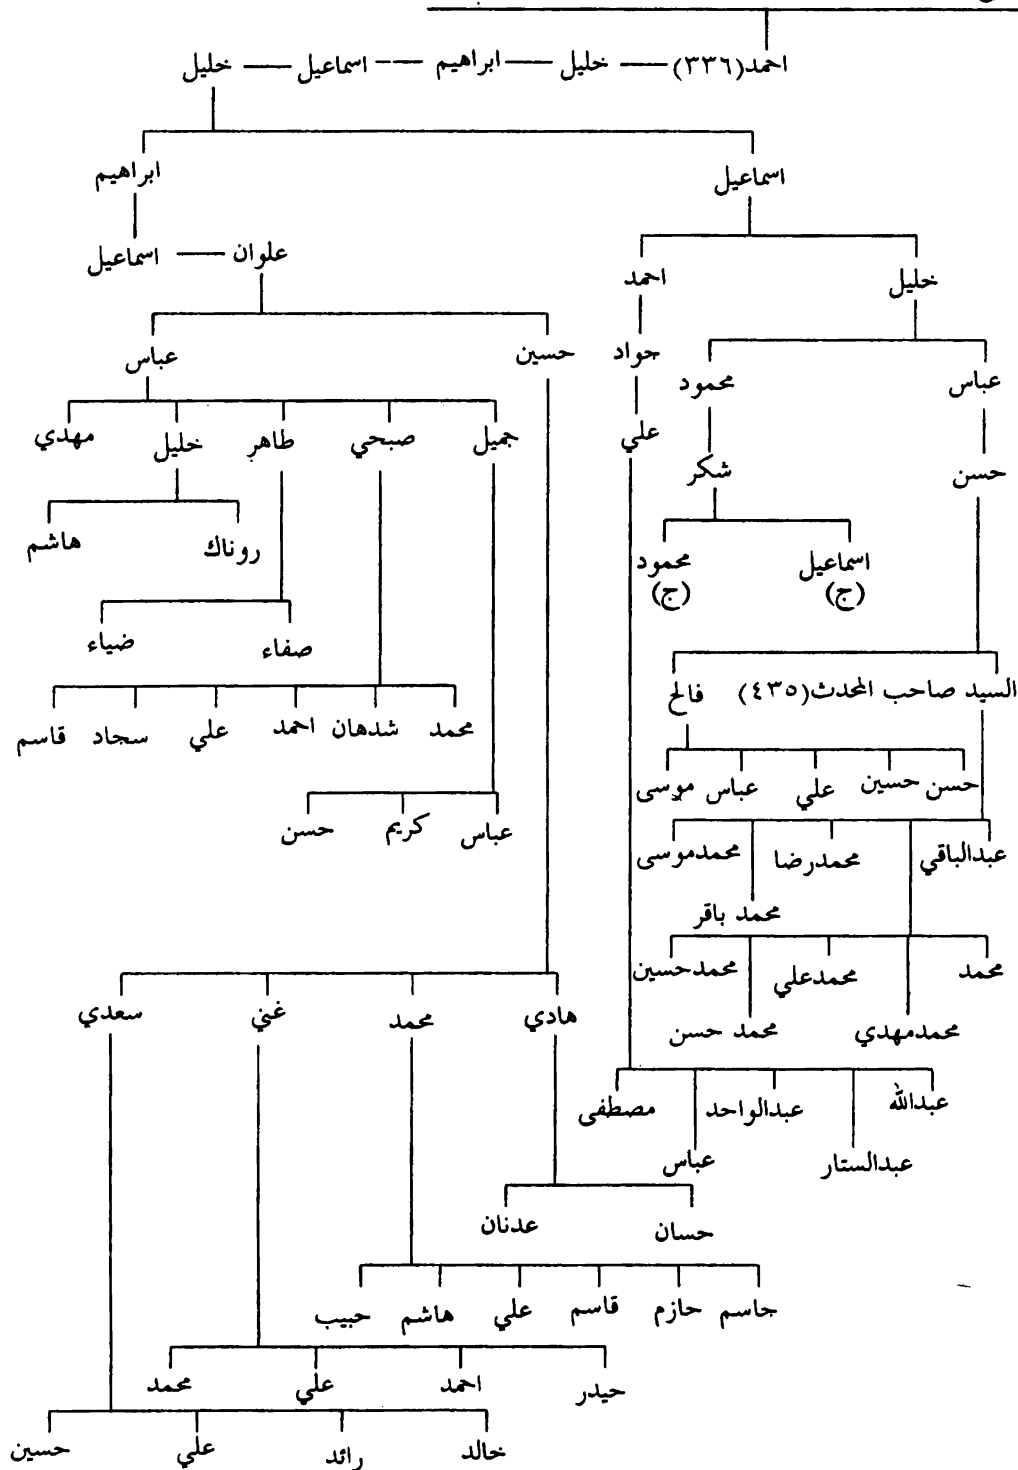 احمد(٣٣٦) — خليل — ابراهيم -- اسماعيل — خليل
اسماعيل ابراهيم
علوان — اسماعيل
خليل احمد
عباس محمود جواد حسين عباس
علي جميل صبحي طاهر خليل مهدي
حسن شكر
روناك هاشم
اسماعيل محمود
(ج) (ج)
صفاء ضياء
السيد صاحب المحدث(٤٣٥) فالح
محمد شدهان احمد علي سجاد قاسم
حسن حسين علي عباس موسى
عباس كريم حسن
عبدالباقي محمدرضا محمدموسى
محمد باقر
محمد محمدعلي محمدحسين
هادي محمد غني سعدي
محمدمهدي محمد حسن
عبدالله عبدالواحد مصطفى
عبدالستار عباس
حسان عدنان
جاسم حازم قاسم علي هاشم حبيب
حيدر احمد علي محمد
خالد رائد علي حسين